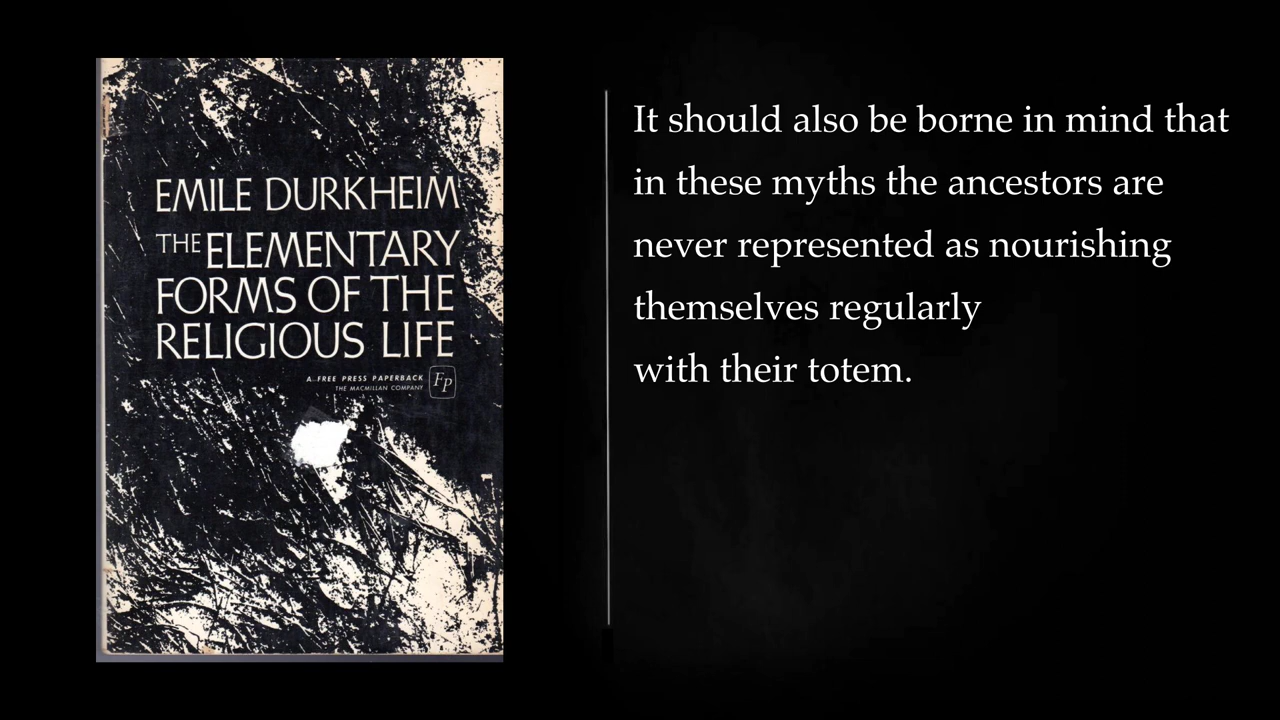 EMILE DURKHEIM
THE ELEMENTARY
FORMS OF THE
RELIGIOUS LIFE
A FREE PRESS PAPERBACK
THE MACMILLAN COMPANY
Fp
It should also be borne in mind that
in these myths the ancestors are
never represented as nourishing
themselves regularly
with their totem.